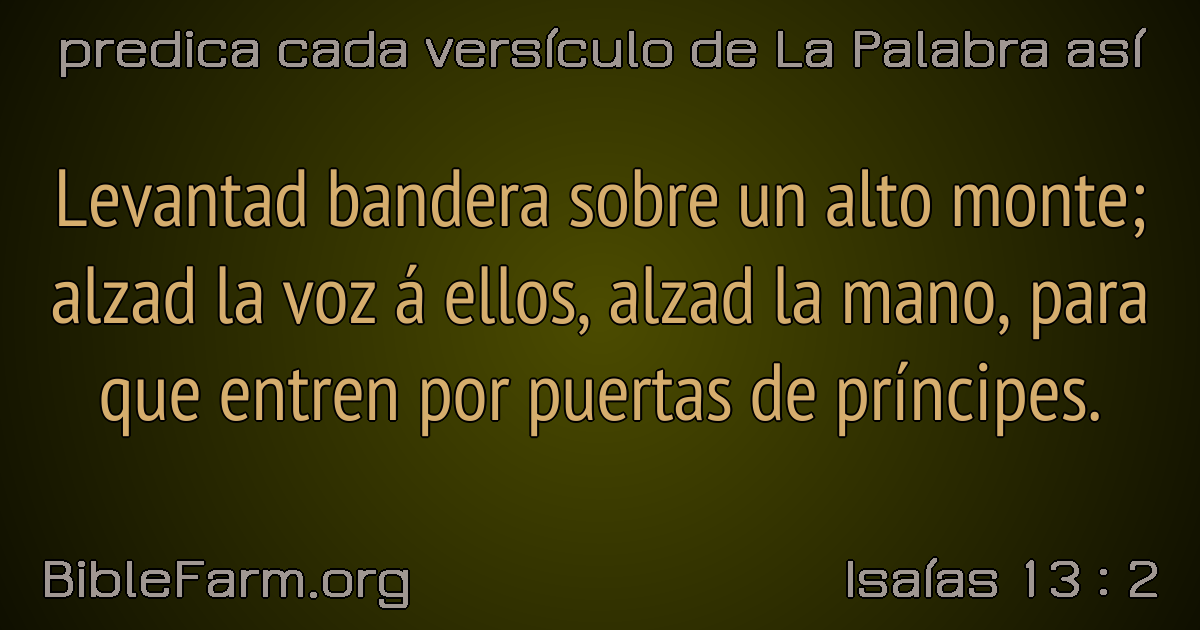 predica cada versículo de La Palabra así
Levantad bandera sobre un alto monte;
alzad la voz á ellos, alzad la mano, para
que entren por puertas de príncipes.
BibleFarm.org
Isaías 13 : 2